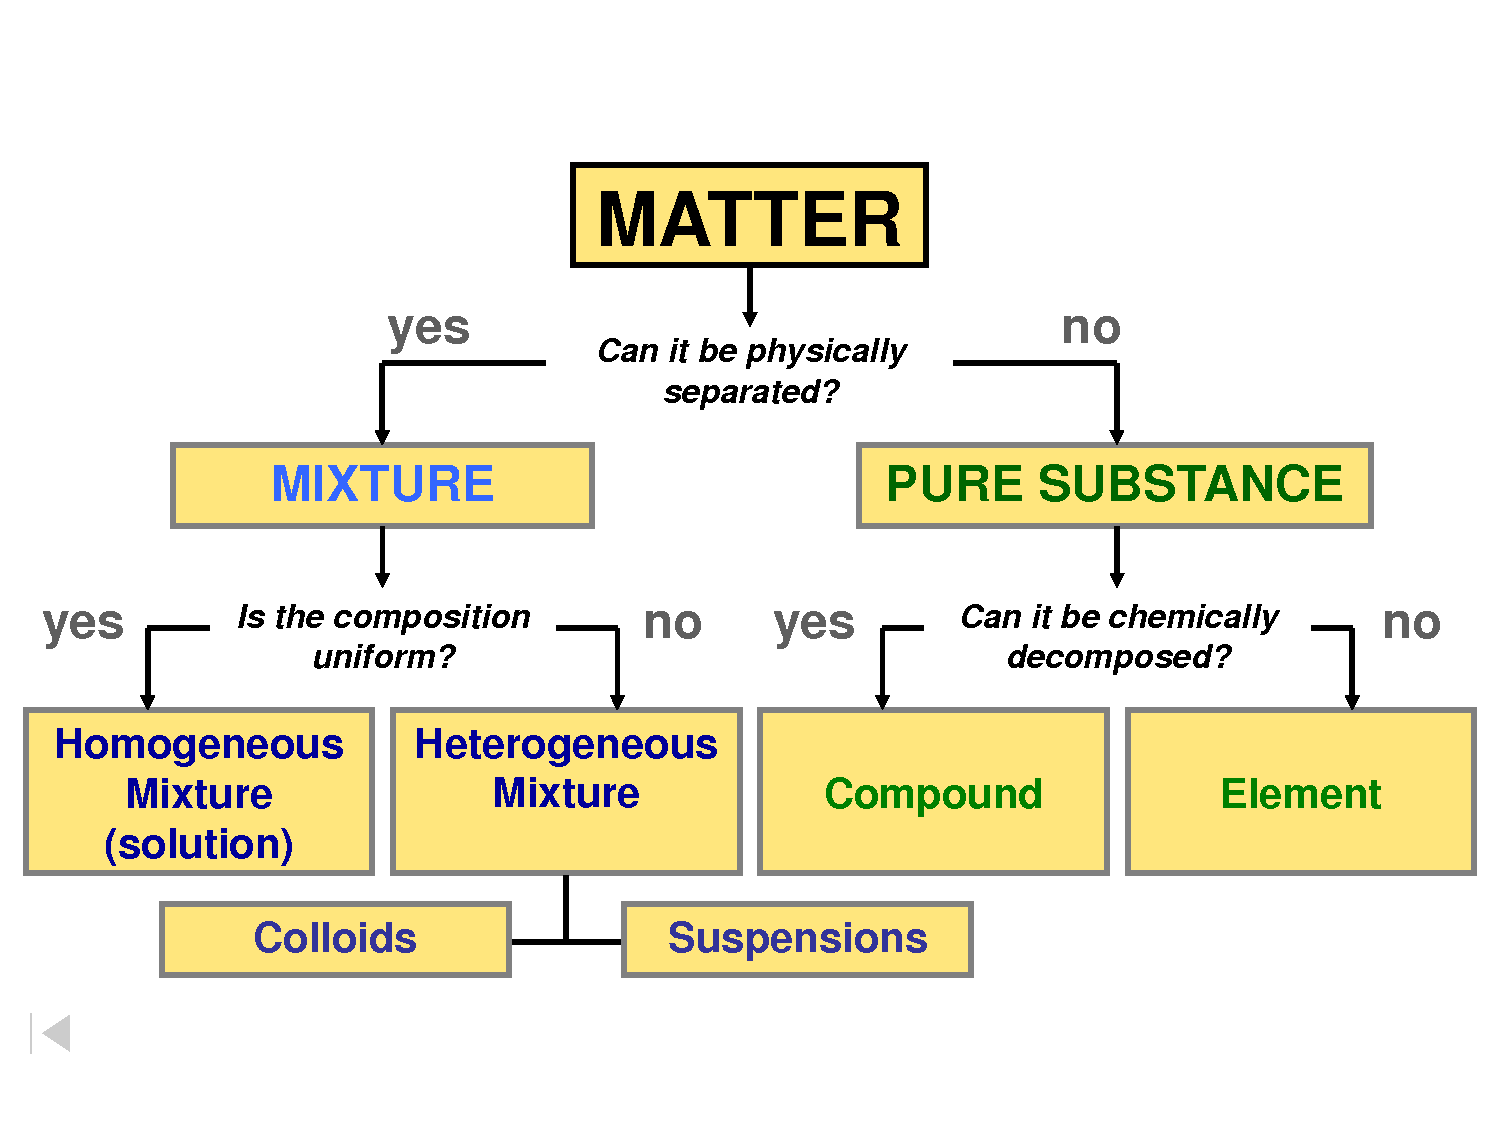 MATTER
yes
no
Can it be physically
separated?
MIXTURE
PURE SUBSTANCE
yes
Is the composition
uniform?
no
yes
Can it be chemically
decomposed?
no
Homogeneous
Mixture
(solution)
Heterogeneous
Mixture
Compound
Element
Colloids
Suspensions